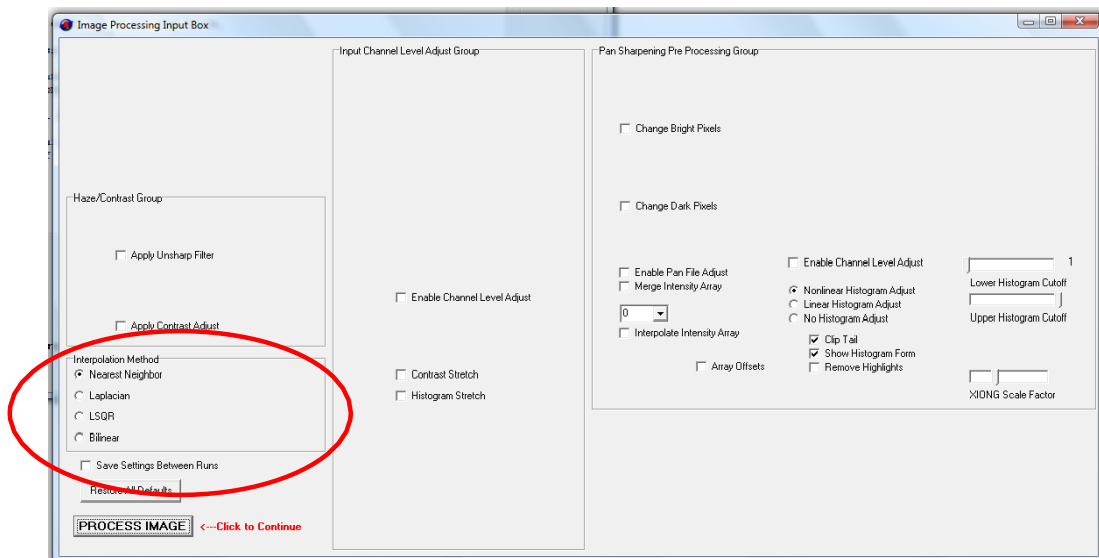 Image Processing Input Box
Haze/Contrast Group
Apply Unsharp Filter
Apply Contrast Adjust
Interpolation Method
Nearest Neighbor
Laplacian
LSQR
Bilinear
Save Settings Between Runs
Restore All Defaults
PROCESS IMAGE <---Click to Continue
Input Channel Level Adjust Group
Enable Channel Level Adjust
Contrast Stretch
Histogram Stretch
Pan Sharpening Pre Processing Group
Change Bright Pixels
Change Dark Pixels
Enable Pan File Adjust
Merge Intensity Array
0
Interpolate Intensity Array
Array Offsets
Enable Channel Level Adjust
Nonlinear Histogram Adjust
Linear Histogram Adjust
No Histogram Adjust
Clip Tail
Show Histogram Form
Remove Highlights
1
Lower Histogram Cutoff
Upper Histogram Cutoff
XIONG Scale Factor